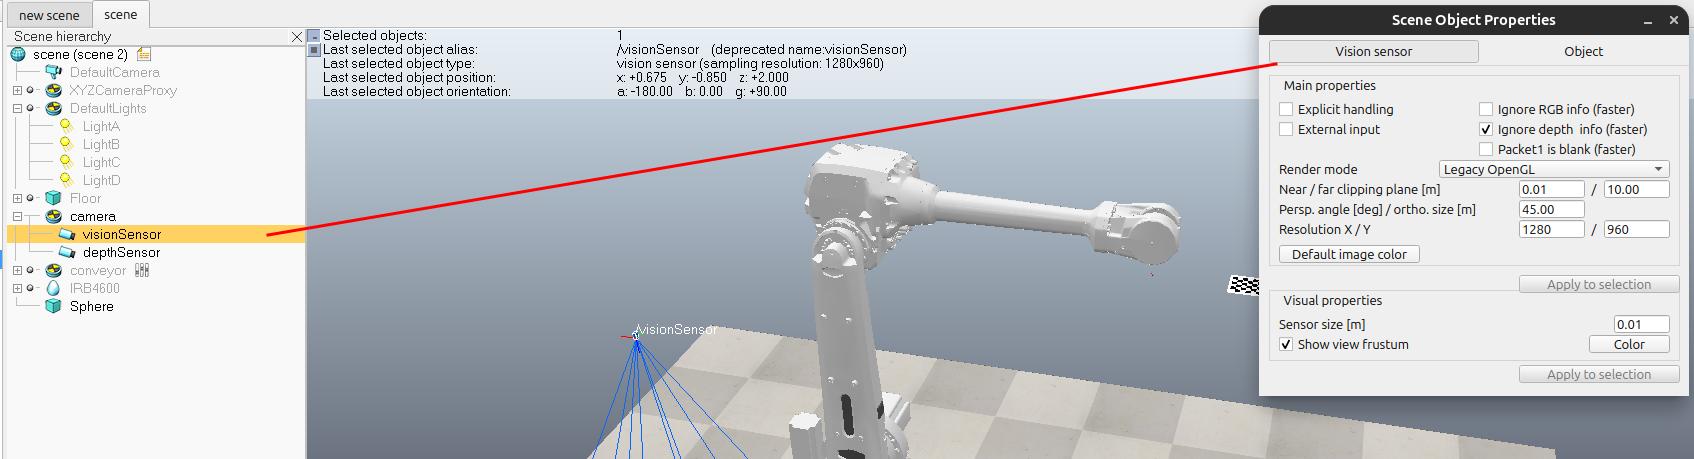 new scene
scene
Scene hierarchy
scene (scene 2)
DefaultCamera
XYZCameraProxy
DefaultLights
LightA
LightB
LightC
LightD
Floor
camera
visionSensor
depthSensor
conveyor
IRB4600
Sphere
Selected objects: 1
Last selected object alias: /visionSensor (deprecated name:visionSensor)
Last selected object type: vision sensor (sampling resolution: 1280x960)
Last selected object position: x: +0.675 y: -0.850 z: +2.000
Last selected object orientation: a: -180.00 b: 0.00 g: +90.00
/visionSensor
Scene Object Properties
Vision sensor Object
Main properties
Explicit handling Ignore RGB info (faster)
External input Ignore depth info (faster)
Packet1 is blank (faster)
Render mode Legacy OpenGL
Near / far clipping plane [m] 0.01 / 10.00
Persp. angle [deg] / ortho. size [m] 45.00
Resolution X / Y 1280 / 960
Default image color
Apply to selection
Visual properties
Sensor size [m] 0.01
Show view frustum Color
Apply to selection